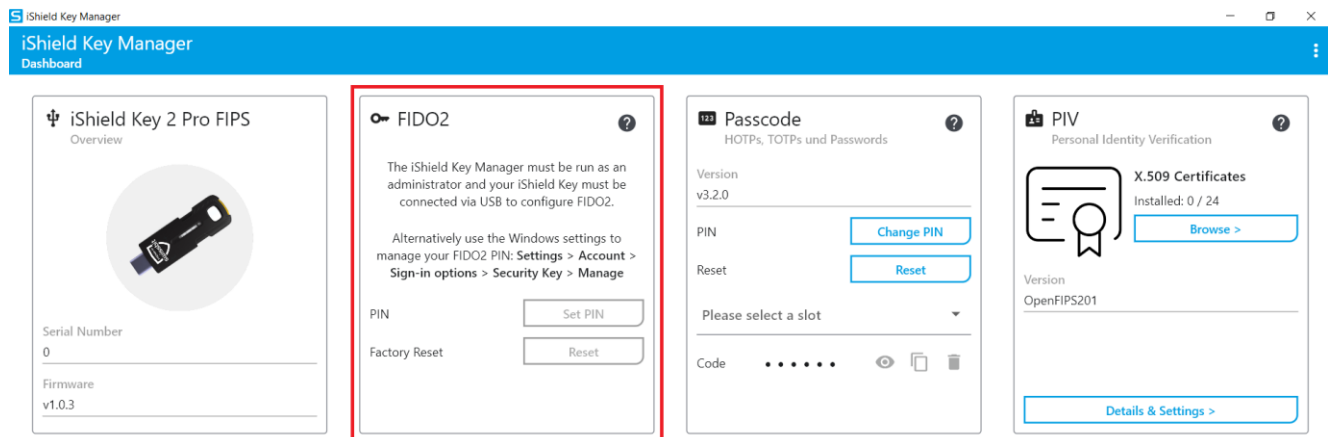 iShield Key Manager
iShield Key Manager
Dashboard
iShield Key 2 Pro FIPS
Overview
Serial Number
0
Firmware
v1.0.3
FIDO2
The iShield Key Manager must be run as an
administrator and your iShield Key must be
connected via USB to configure FIDO2.
Alternatively use the Windows settings to
manage your FIDO2 PIN: Settings > Account >
Sign-in options > Security Key > Manage
PIN
Set PIN
Factory Reset
Reset
123
Passcode
HOTPs, TOTPs und Passwords
Version
v3.2.0
PIN
Change PIN
Reset
Reset
Please select a slot
Code
PIV
Personal Identity Verification
X.509 Certificates
Installed: 0 / 24
Browse >
Version
OpenFIPS201
Details & Settings >